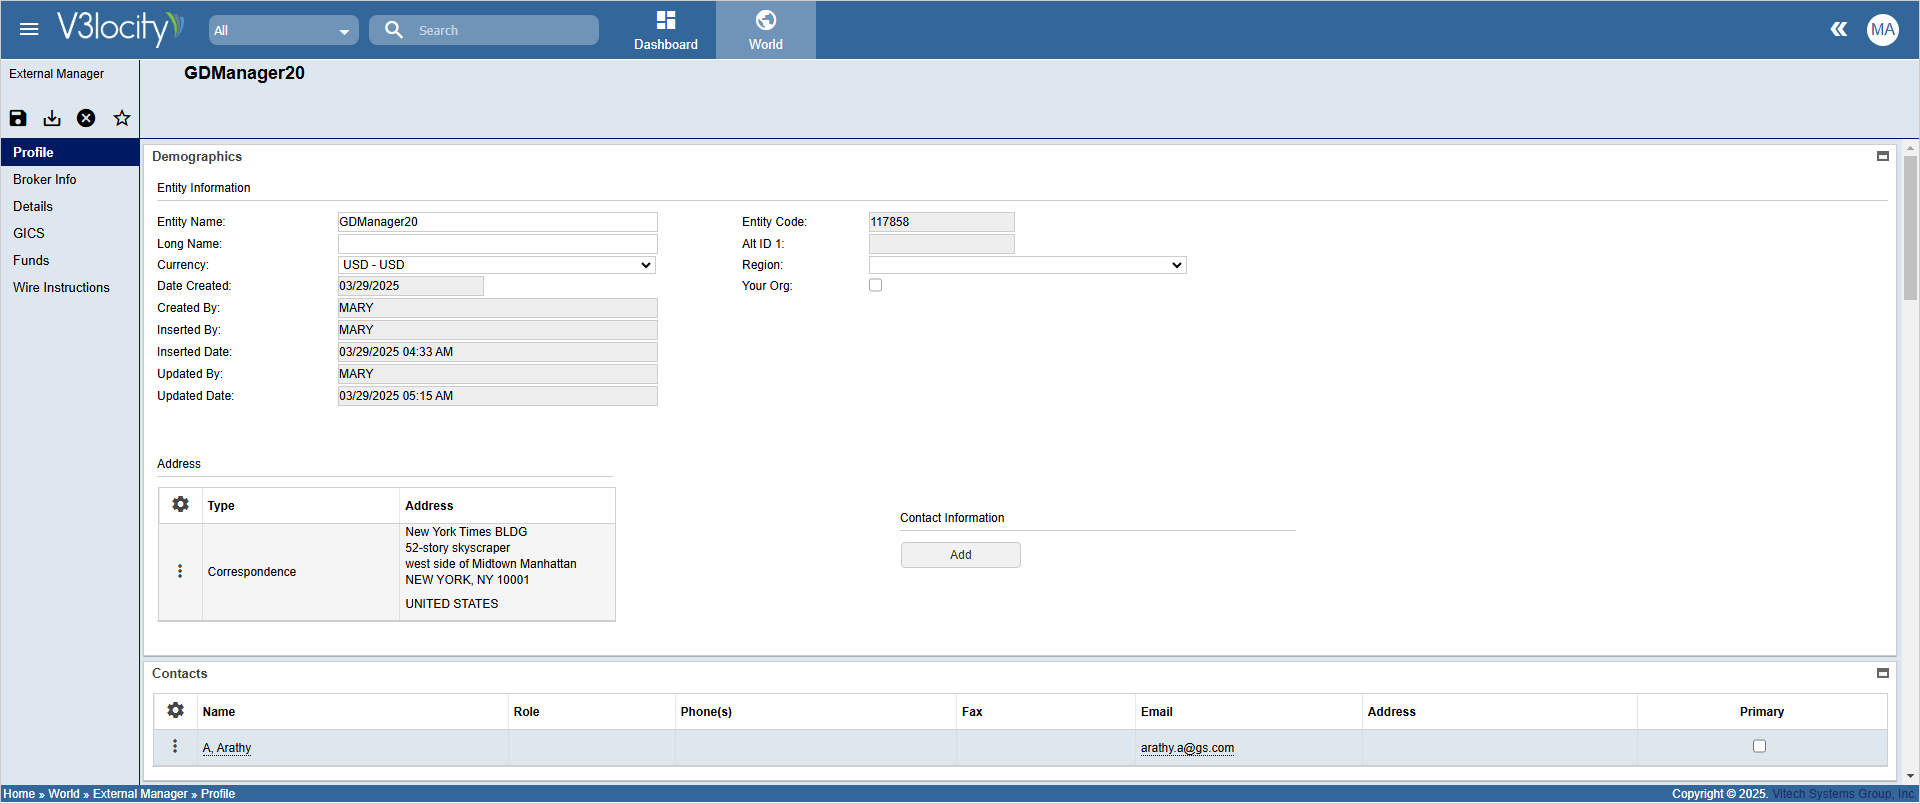 V3locity
All
Search
Dashboard
World
MA
External Manager
GDManager20
Profile
Broker Info
Details
GICS
Funds
Wire Instructions
Demographics
Entity Information
Entity Name: GDManager20
Entity Code: 117858
Long Name:
Alt ID 1:
Currency: USD - USD
Region:
Date Created: 03/29/2025
Your Org:
Created By: MARY
Inserted By: MARY
Inserted Date: 03/29/2025 04:33 AM
Updated By: MARY
Updated Date: 03/29/2025 05:15 AM
Address
Type Address
Correspondence
New York Times BLDG
52-story skyscraper
west side of Midtown Manhattan
NEW YORK, NY 10001
UNITED STATES
Contact Information
Add
Contacts
Name Role Phone(s) Fax Email Address Primary
A, Arathy arathy.a@gs.com
Home » World » External Manager » Profile
Copyright © 2025. Vitech Systems Group, Inc.